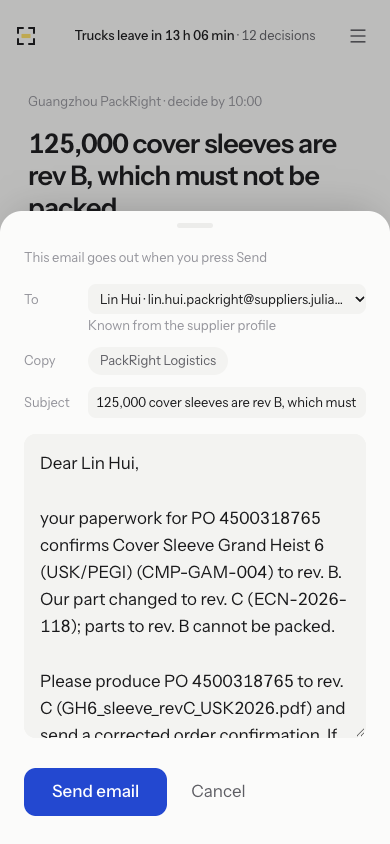 Trucks leave in 13 h 06 min · 12 decisions
Guangzhou PackRight · decide by 10:00
125,000 cover sleeves are
rev B, which must not be
packed
This email goes out when you press Send
To
Lin Hui · lin.hui.packright@suppliers.julia...
Known from the supplier profile
Copy
PackRight Logistics
Subject
125,000 cover sleeves are rev B, which must
Dear Lin Hui,
your paperwork for PO 4500318765
confirms Cover Sleeve Grand Heist 6
(USK/PEGI) (CMP-GAM-004) to rev. B.
Our part changed to rev. C (ECN-2026-
118); parts to rev. B cannot be packed.
Please produce PO 4500318765 to rev.
C (GH6_sleeve_revC_USK2026.pdf) and
send a corrected order confirmation. If
Send email
Cancel